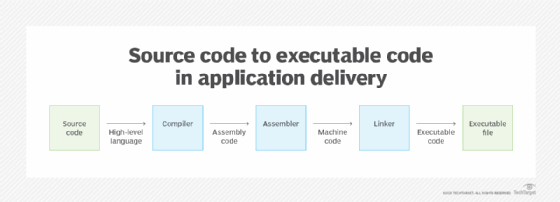 Source code to executable code
in application delivery
Source
code
High-level
language
Compiler
Assembly
code
Assembler
Machine
code
Linker
Executable
code
Executable
file
TechTarget